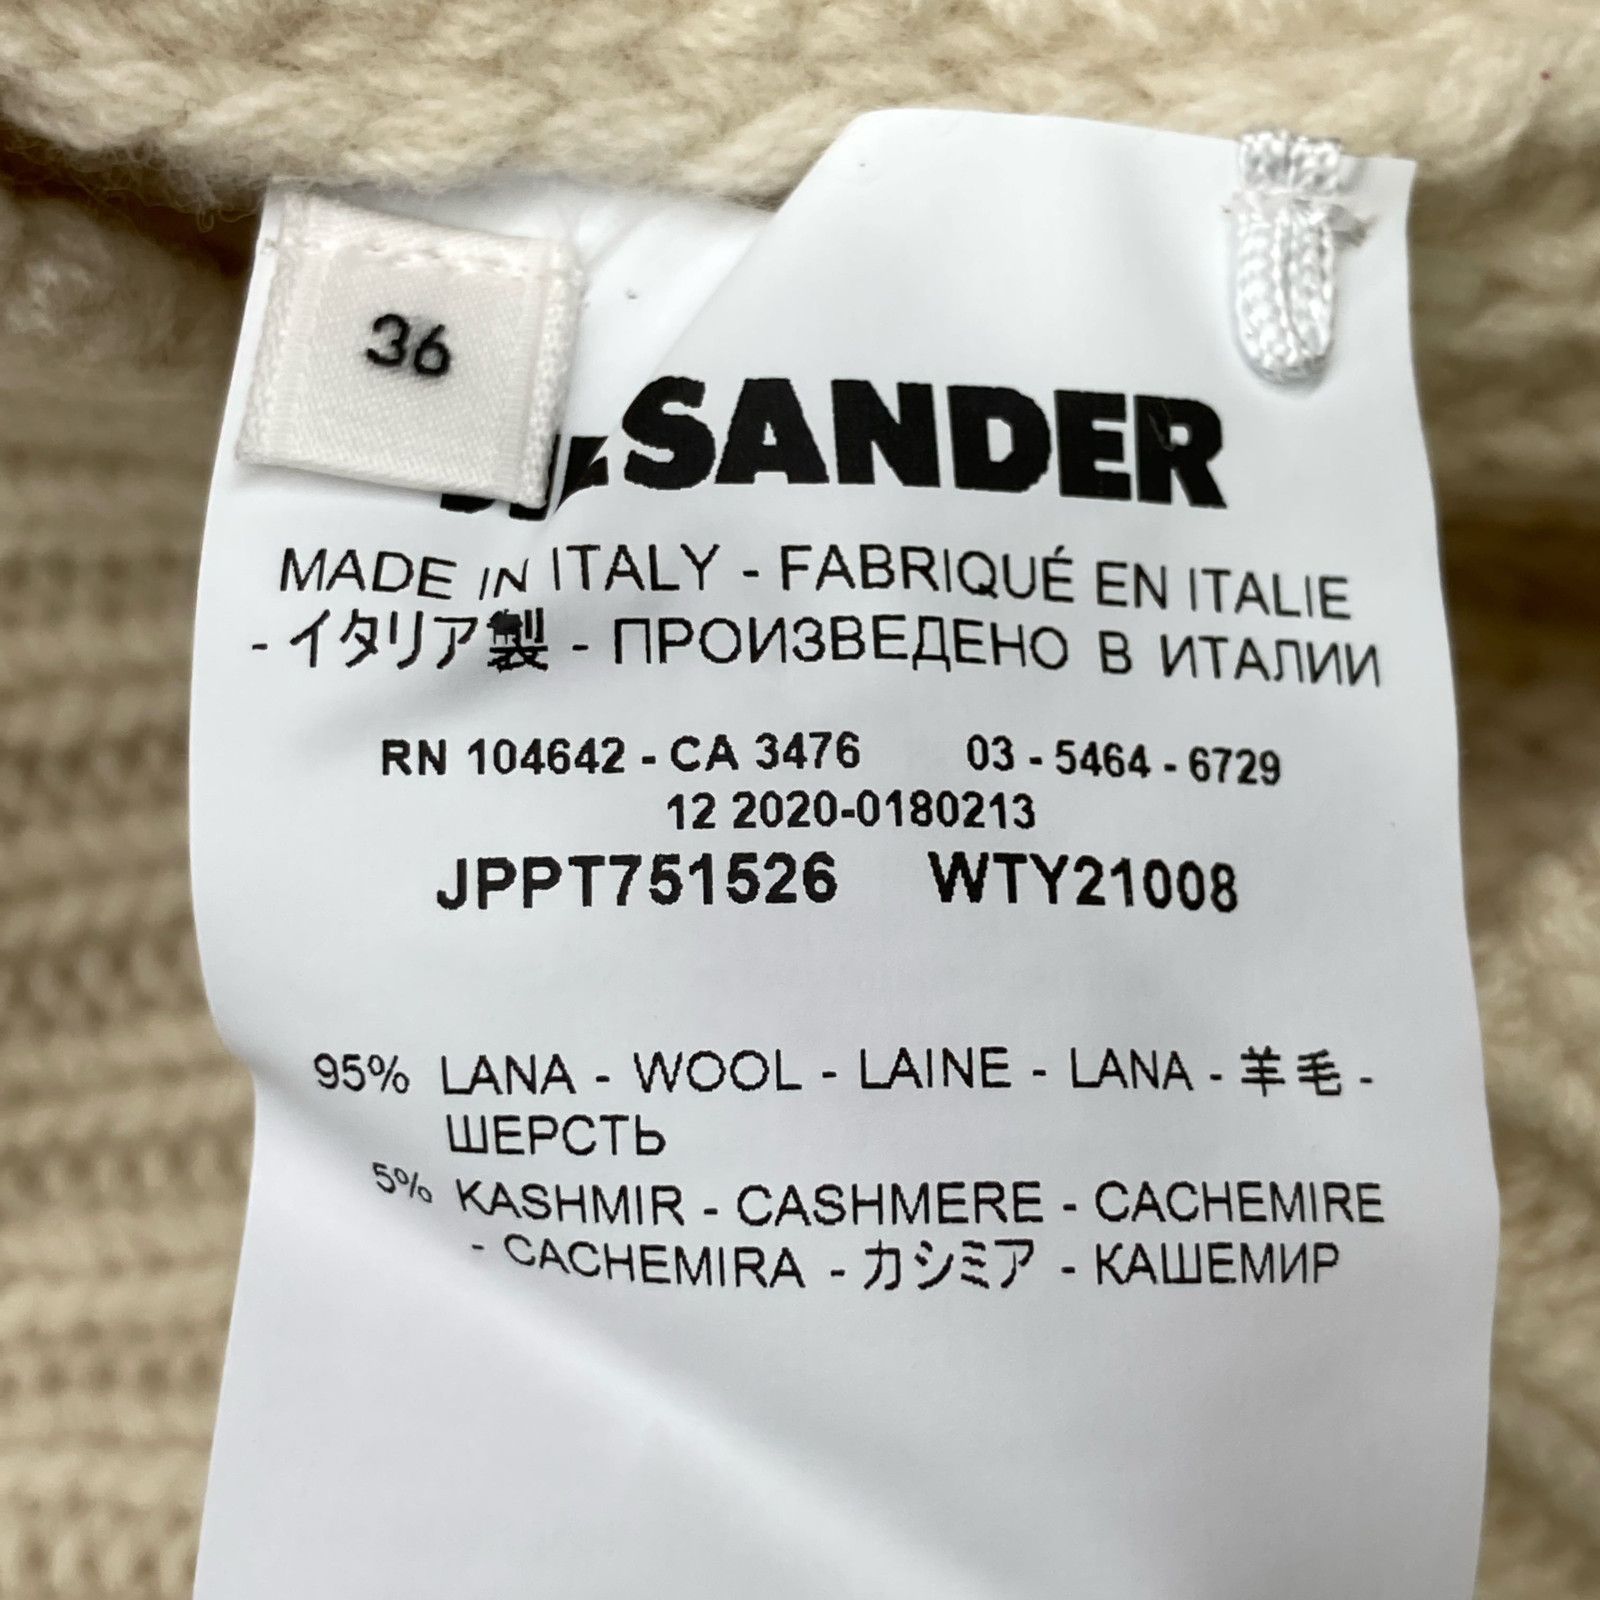 36
SANDER
MADE IN ITALY - FABRIQUÉ EN ITALIE
- イタリア製 - ПРОИЗВЕДЕНО В ИТАЛИИ
RN 104642 - CA 3476 03 - 5464 - 6729
12 2020-0180213
JPPT751526 WTY21008
95% LANA - WOOL - LAINE - LANA - 羊毛 -
ШЕРСТЬ
5% KASHMIR - CASHMERE - CACHEMIRE
- CACHEMIRA - カシミア - КАШЕМИР